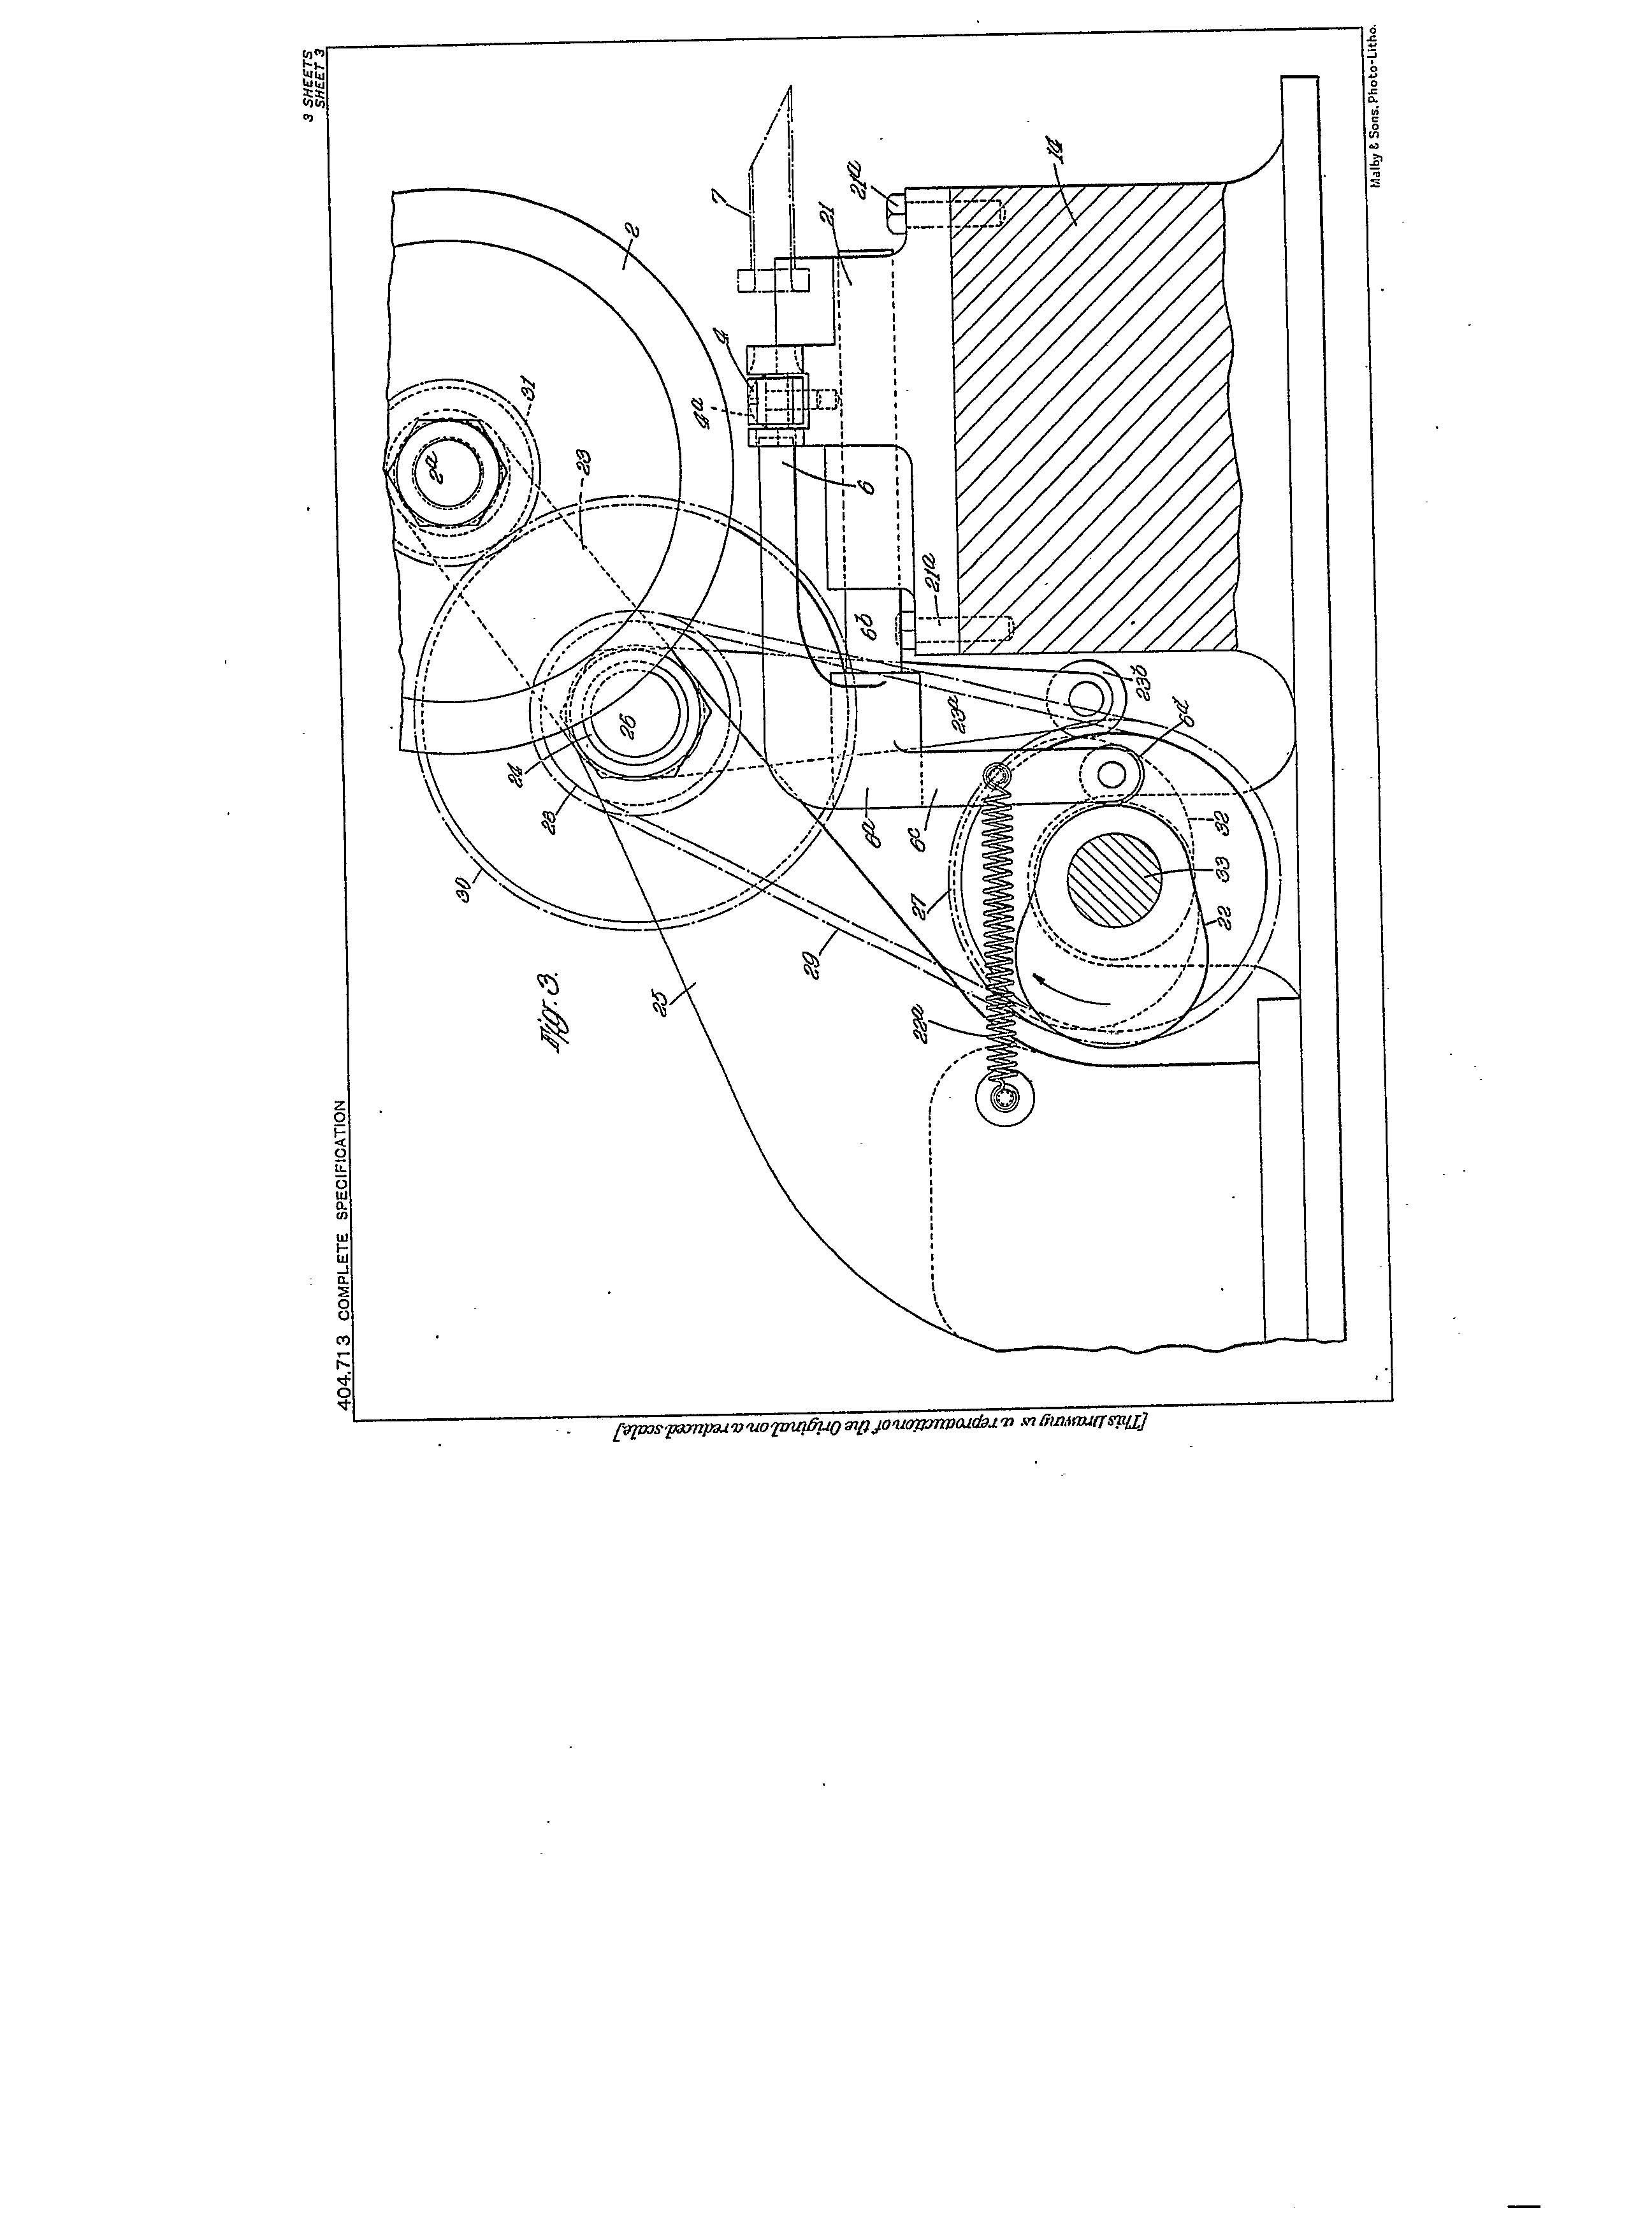 404.713 COMPLETE SPECIFICATION
3 SHEETS
SHEET 3
Fig. 3.
2
2a
31
23
7
4
4a
21
21a
14
6
21a
6b
24
26
28
30
23a
23b
6d
6a
6c
27
32
33
22
29
25
22a
[This Drawing is a reproduction of the Original on a reduced scale]
Malby & Sons, Photo-Litho.